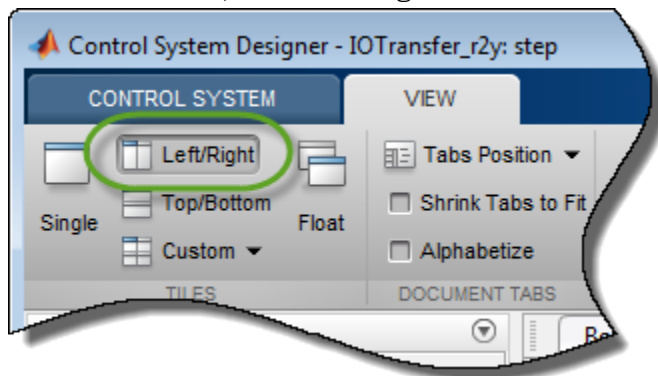 Control System Designer - IOTransfer_r2y: step
CONTROL SYSTEM VIEW
Left/Right Tabs Position
Single Top/Bottom Float Shrink Tabs to Fit
Custom Alphabetize
TILES DOCUMENT TABS